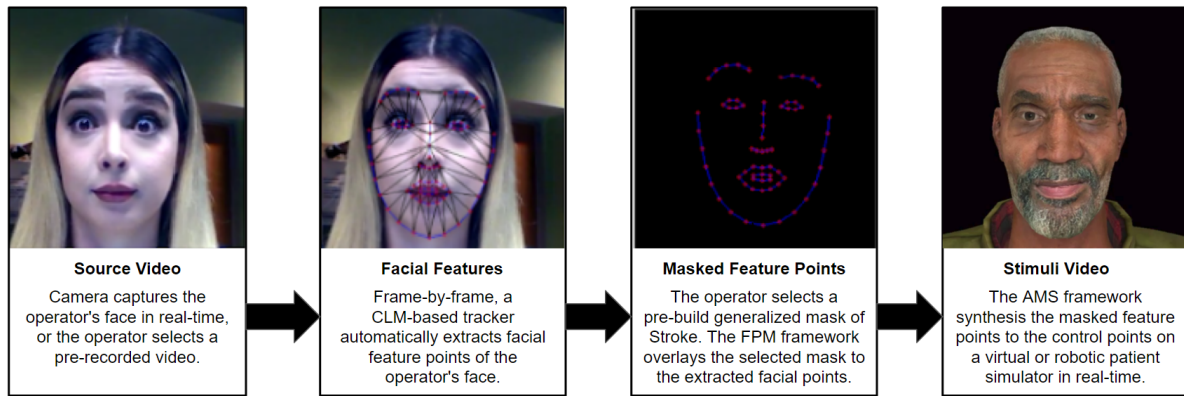 Source Video
Camera captures the
operator's face in real-time,
or the operator selects a
pre-recorded video.
Facial Features
Frame-by-frame, a
CLM-based tracker
automatically extracts facial
feature points of the
operator's face.
Masked Feature Points
The operator selects a
pre-build generalized mask of
Stroke. The FPM framework
overlays the selected mask to
the extracted facial points.
Stimuli Video
The AMS framework
synthesis the masked feature
points to the control points on
a virtual or robotic patient
simulator in real-time.